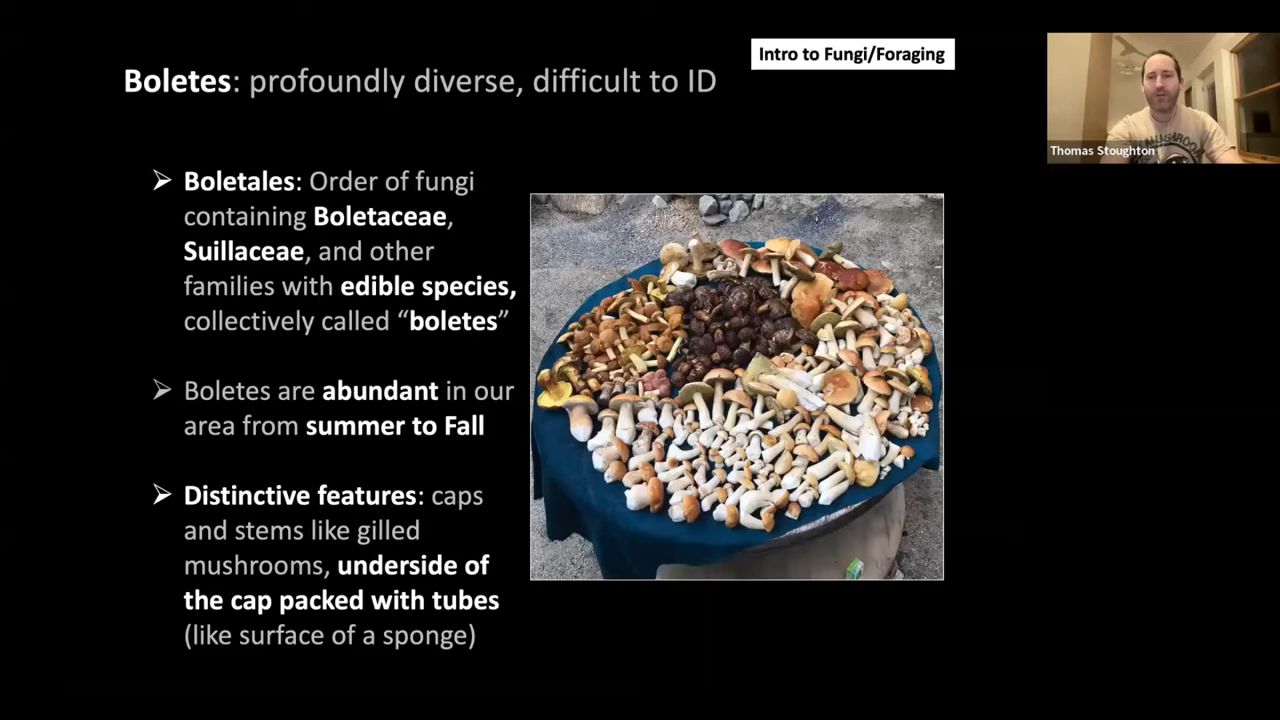 Intro to Fungi/Foraging
Boletes: profoundly diverse, difficult to ID
Thomas Stoughton
MUSHROOM
➢ Boletales: Order of fungi
containing Boletaceae,
Suillaceae, and other
families with edible species,
collectively called “boletes”
➢ Boletes are abundant in our
area from summer to Fall
➢ Distinctive features: caps
and stems like gilled
mushrooms, underside of
the cap packed with tubes
(like surface of a sponge)